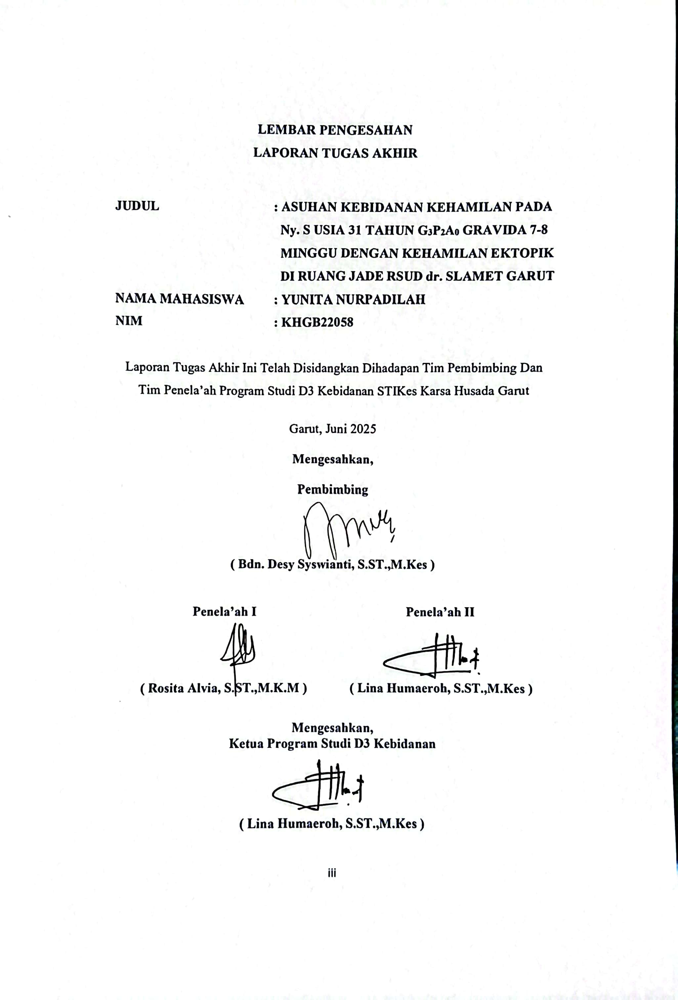 LEMBAR PENGESAHAN
LAPORAN TUGAS AKHIR
JUDUL : ASUHAN KEBIDANAN KEHAMILAN PADA
Ny. S USIA 31 TAHUN G₃P₂A₀ GRAVIDA 7-8
MINGGU DENGAN KEHAMILAN EKTOPIK
DI RUANG JADE RSUD dr. SLAMET GARUT
NAMA MAHASISWA : YUNITA NURPADILAH
NIM : KHGB22058
Laporan Tugas Akhir Ini Telah Disidangkan Dihadapan Tim Pembimbing Dan
Tim Penela'ah Program Studi D3 Kebidanan STIKes Karsa Husada Garut
Garut, Juni 2025
Mengesahkan,
Pembimbing
( Bdn. Desy Syswianti, S.ST.,M.Kes )
Penela'ah I Penela'ah II
( Rosita Alvia, S.ST.,M.K.M ) ( Lina Humaeroh, S.ST.,M.Kes )
Mengesahkan,
Ketua Program Studi D3 Kebidanan
( Lina Humaeroh, S.ST.,M.Kes )
iii